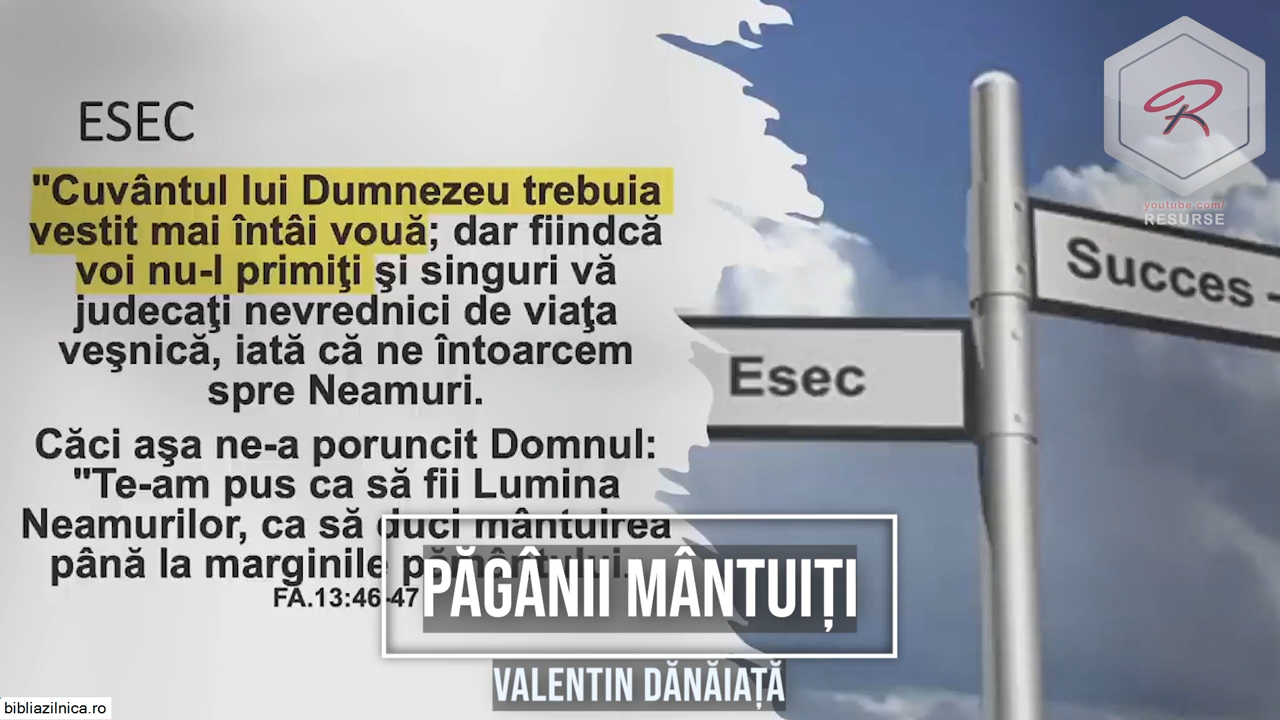 ESEC
"Cuvântul lui Dumnezeu trebuia
vestit mai întâi vouă; dar fiindcă
voi nu-l primiţi şi singuri vă
judecaţi nevrednici de viaţa
veşnică, iată că ne întoarcem
spre Neamuri.
Căci aşa ne-a poruncit Domnul:
"Te-am pus ca să fii Lumina
Neamurilor, ca să duci mântuirea
până la marginile pământului.
FA.13:46-47
PĂGÂNII MÂNTUIȚI
VALENTIN DĂNĂIAȚĂ
Esec
Succes -
R
youtube.com/
RESURSE
bibliazilnica.ro